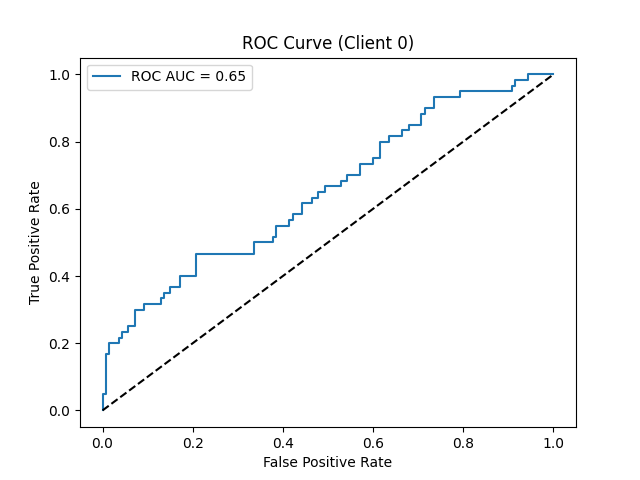 ROC Curve (Client 0)
ROC AUC = 0.65
True Positive Rate
1.0
0.8
0.6
0.4
0.2
0.0
0.0 0.2 0.4 0.6 0.8 1.0
False Positive Rate